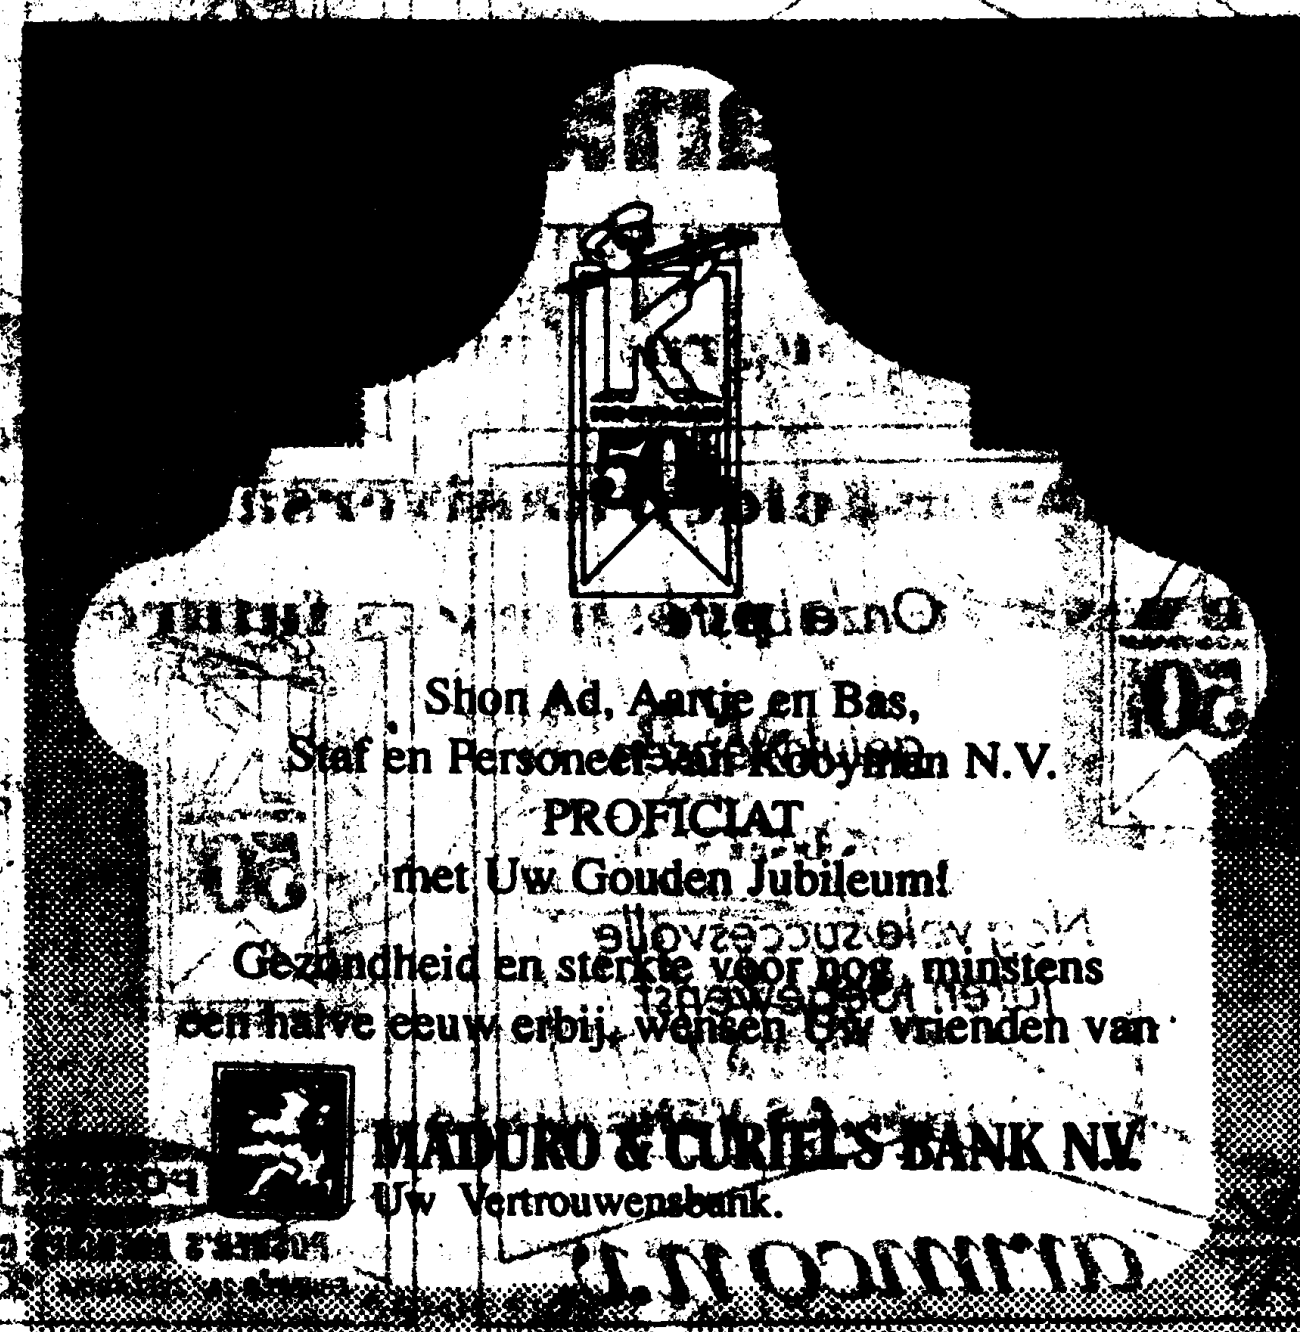 K
50
Shon Ad, Aartje en Bas,
Staf en Personeel van Kooyman N.V.
PROFICIAT
met Uw Gouden Jubileum!
Gezondheid en sterkte voor nog minstens
een halve eeuw erbij, wensen Uw vrienden van
MADURO & CURIEL'S BANK N.V.
Uw Vertrouwensbank.